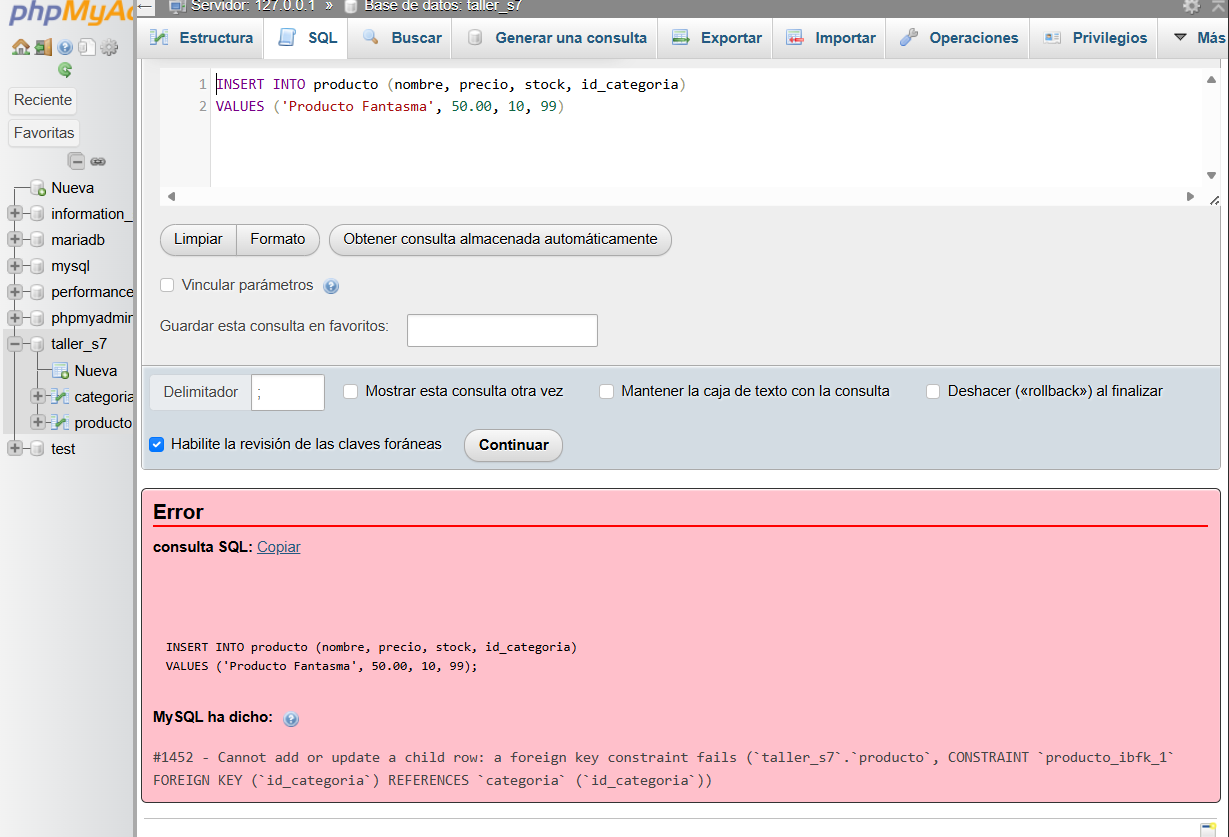 phpMyAd
Servidor: 127.0.0.1 » Base de datos: taller_s7
Estructura SQL Buscar Generar una consulta Exportar Importar Operaciones Privilegios Más
Reciente
Favoritas
Nueva
information_
mariadb
mysql
performance
phpmyadmin
taller_s7
Nueva
categoria
producto
test
1 INSERT INTO producto (nombre, precio, stock, id_categoria)
2 VALUES ('Producto Fantasma', 50.00, 10, 99)
Limpiar Formato Obtener consulta almacenada automáticamente
Vincular parámetros
Guardar esta consulta en favoritos:
Delimitador ; Mostrar esta consulta otra vez Mantener la caja de texto con la consulta Deshacer («rollback») al finalizar
Habilite la revisión de las claves foráneas Continuar
Error
consulta SQL: Copiar
INSERT INTO producto (nombre, precio, stock, id_categoria)
VALUES ('Producto Fantasma', 50.00, 10, 99);
MySQL ha dicho:
#1452 - Cannot add or update a child row: a foreign key constraint fails (`taller_s7`.`producto`, CONSTRAINT `producto_ibfk_1`
FOREIGN KEY (`id_categoria`) REFERENCES `categoria` (`id_categoria`))